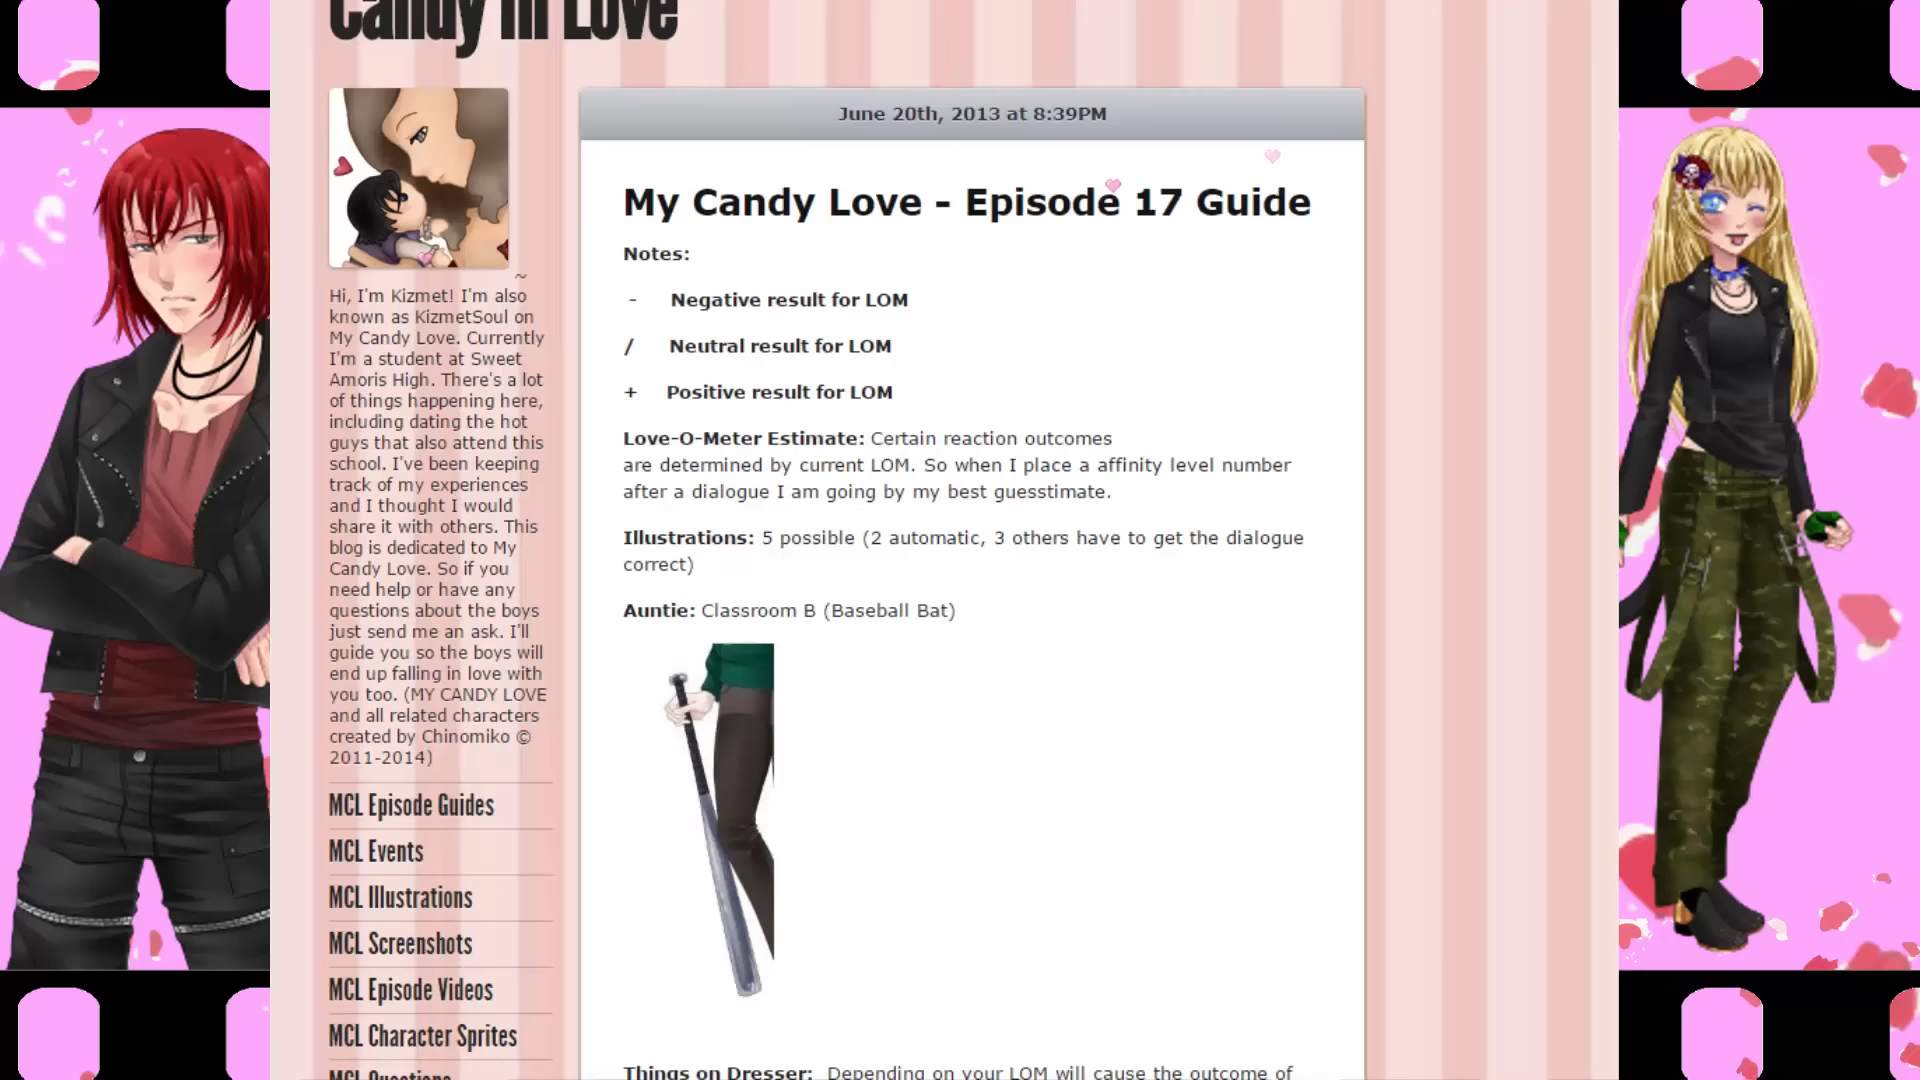 Candy in Love
June 20th, 2013 at 8:39PM
My Candy Love - Episode 17 Guide
Notes:
- Negative result for LOM
/ Neutral result for LOM
+ Positive result for LOM
Love-O-Meter Estimate: Certain reaction outcomes
are determined by current LOM. So when I place a affinity level number
after a dialogue I am going by my best guesstimate.
Illustrations: 5 possible (2 automatic, 3 others have to get the dialogue
correct)
Auntie: Classroom B (Baseball Bat)
Things on Dresser: Depending on your LOM will cause the outcome of
~
Hi, I'm Kizmet! I'm also
known as KizmetSoul on
My Candy Love. Currently
I'm a student at Sweet
Amoris High. There's a lot
of things happening here,
including dating the hot
guys that also attend this
school. I've been keeping
track of my experiences
and I thought I would
share it with others. This
blog is dedicated to My
Candy Love. So if you
need help or have any
questions about the boys
just send me an ask. I'll
guide you so the boys will
end up falling in love with
you too. (MY CANDY LOVE
and all related characters
created by Chinomiko ©
2011-2014)
MCL Episode Guides
MCL Events
MCL Illustrations
MCL Screenshots
MCL Episode Videos
MCL Character Sprites
MCL Questions